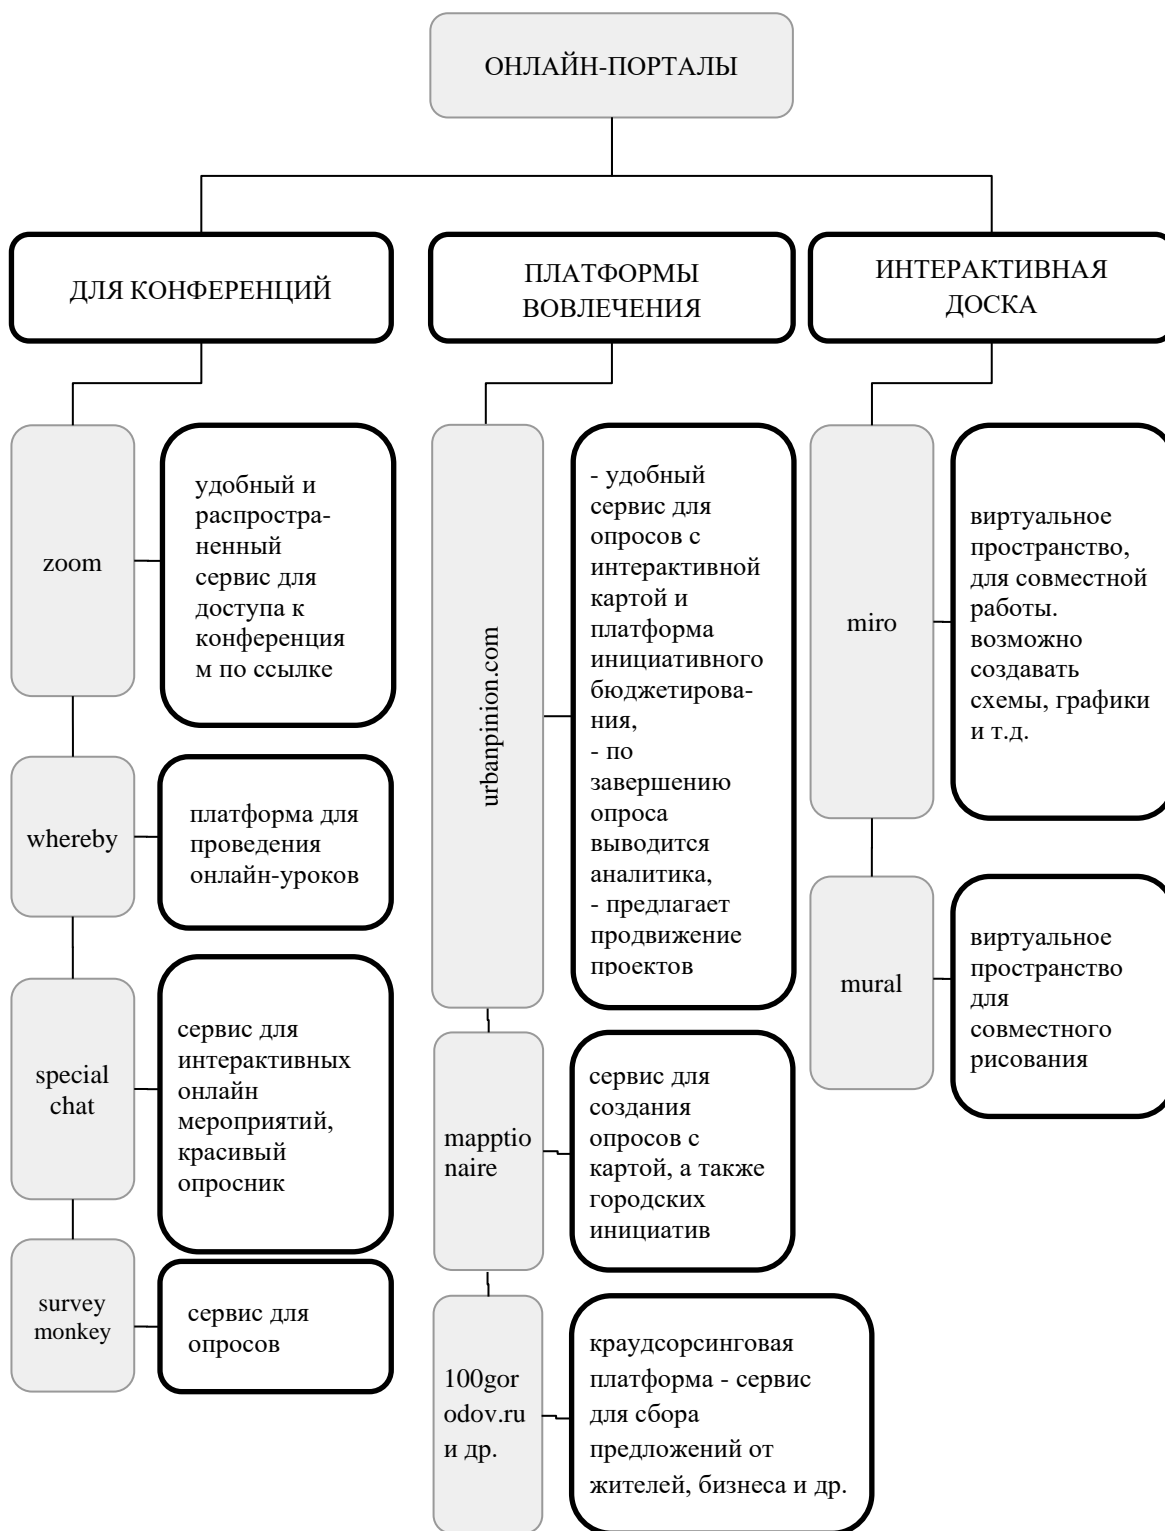 ОНЛАЙН-ПОРТАЛЫ
ДЛЯ КОНФЕРЕНЦИЙ
zoom
удобный и
распростра-
ненный
сервис для
доступа к
конференция
м по ссылке
whereby
платформа для
проведения
онлайн-уроков
special
chat
сервис для
интерактивных
онлайн
мероприятий,
красивый
опросник
survey
monkey
сервис для
опросов
ПЛАТФОРМЫ
ВОВЛЕЧЕНИЯ
urbanpinion.com
- удобный
сервис для
опросов с
интерактивной
картой и
платформа
инициативного
бюджетирова-
ния,
- по
завершению
опроса
выводится
аналитика,
- предлагает
продвижение
проектов
mapptio
naire
сервис для
создания
опросов с
картой, а также
городских
инициатив
100gor
odov.ru
и др.
краудсорсинговая
платформа - сервис
для сбора
предложений от
жителей, бизнеса и др.
ИНТЕРАКТИВНАЯ
ДОСКА
miro
виртуальное
пространство,
для совместной
работы.
возможно
создавать
схемы, графики
и т.д.
mural
виртуальное
пространство
для
совместного
рисования